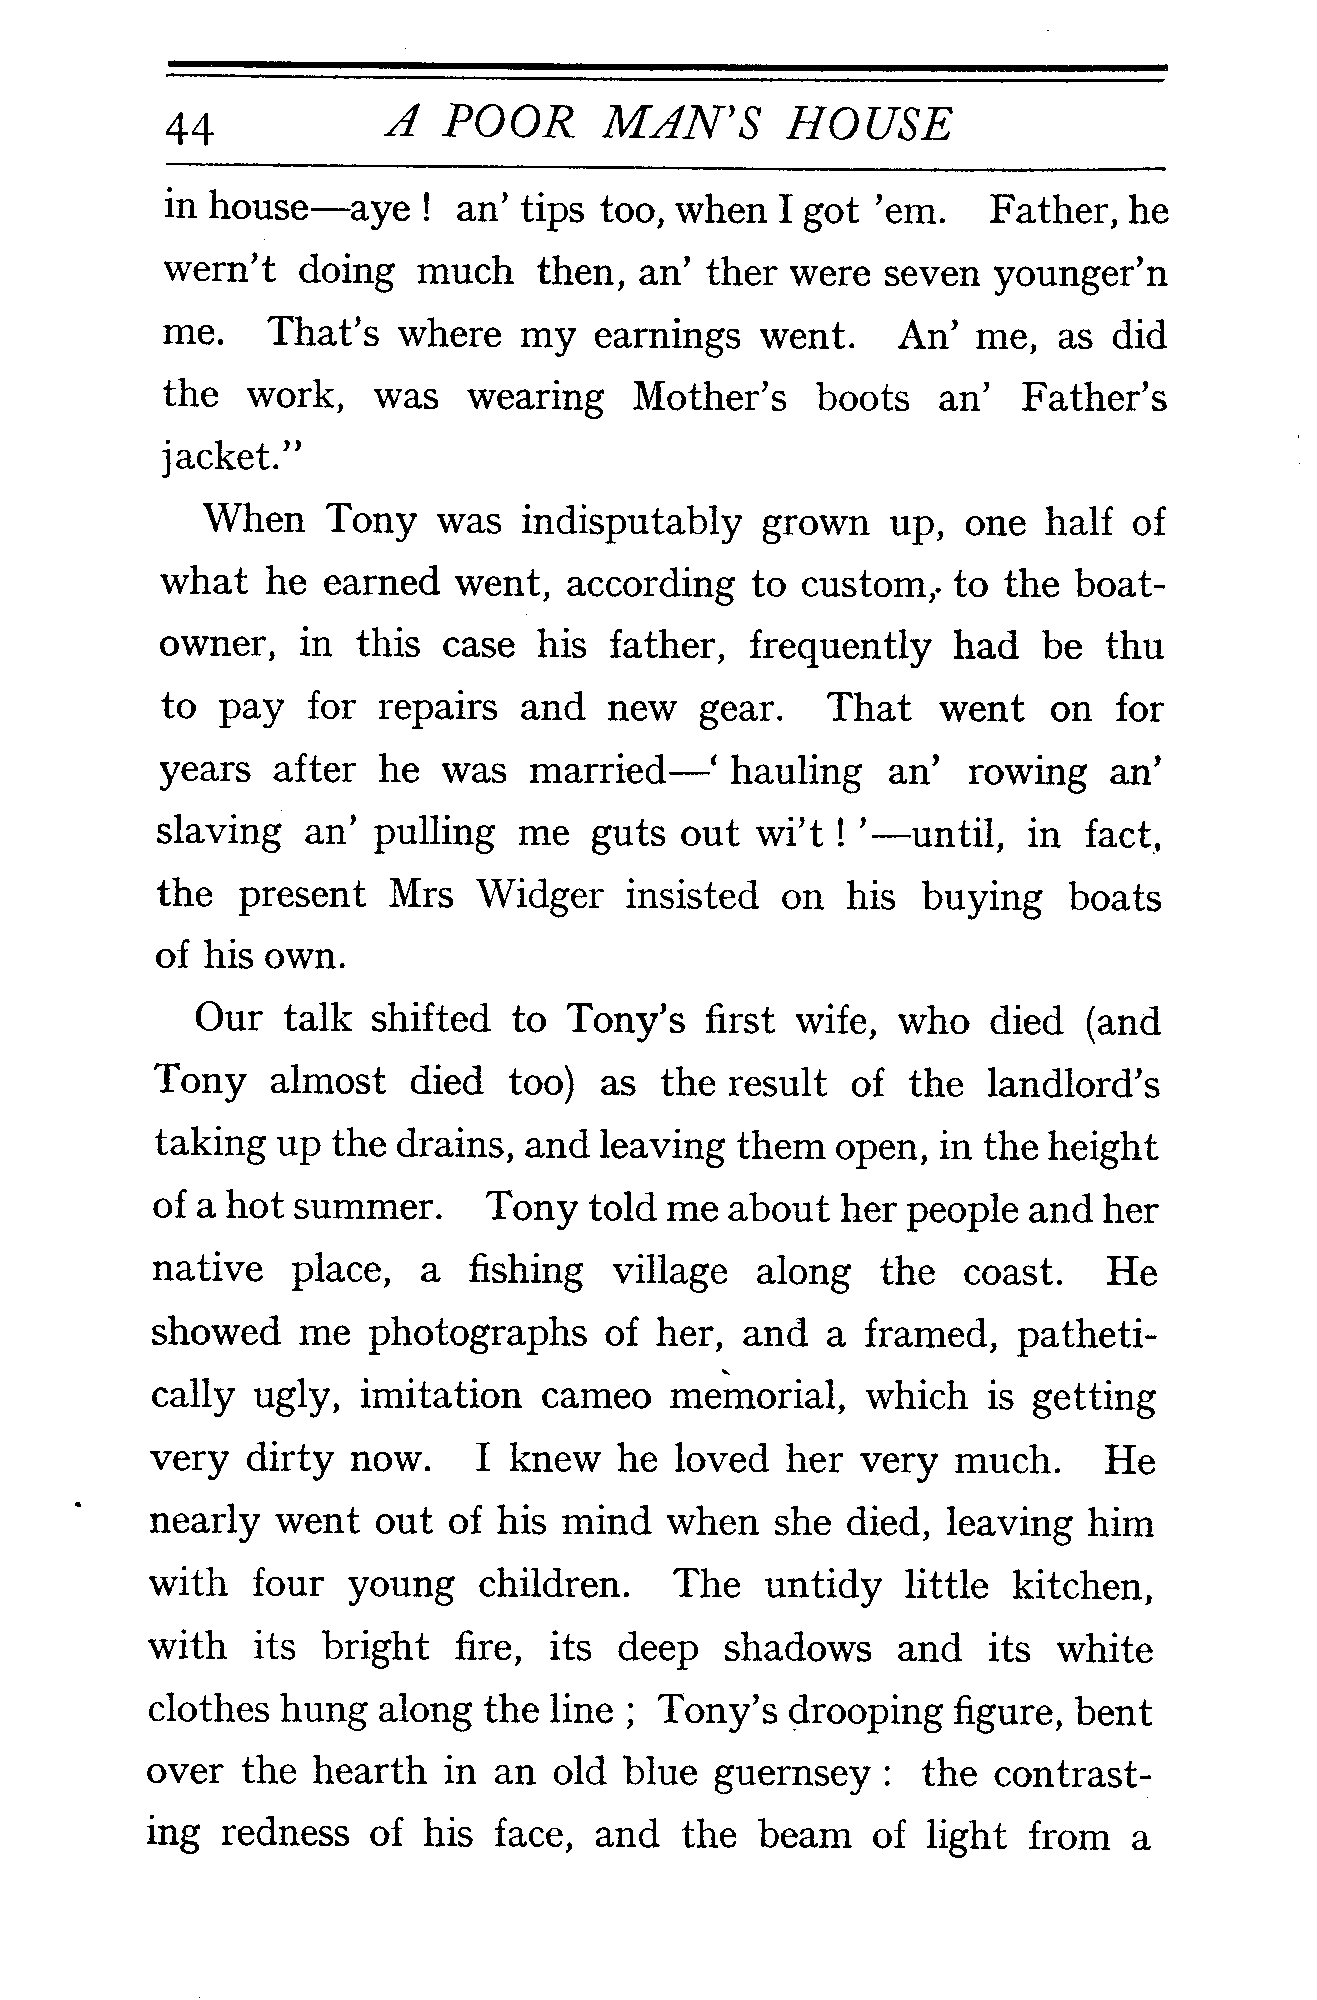 44 A POOR MAN'S HOUSE
in house—aye ! an' tips too, when I got 'em. Father, he
wern't doing much then, an' ther were seven younger'n
me. That's where my earnings went. An' me, as did
the work, was wearing Mother's boots an' Father's
jacket."
When Tony was indisputably grown up, one half of
what he earned went, according to custom, to the boat-
owner, in this case his father, frequently had be thu
to pay for repairs and new gear. That went on for
years after he was married—‘ hauling an' rowing an'
slaving an' pulling me guts out wi't ! ’—until, in fact,
the present Mrs Widger insisted on his buying boats
of his own.
Our talk shifted to Tony's first wife, who died (and
Tony almost died too) as the result of the landlord's
taking up the drains, and leaving them open, in the height
of a hot summer. Tony told me about her people and her
native place, a fishing village along the coast. He
showed me photographs of her, and a framed, patheti-
cally ugly, imitation cameo memorial, which is getting
very dirty now. I knew he loved her very much. He
nearly went out of his mind when she died, leaving him
with four young children. The untidy little kitchen,
with its bright fire, its deep shadows and its white
clothes hung along the line ; Tony's drooping figure, bent
over the hearth in an old blue guernsey : the contrast-
ing redness of his face, and the beam of light from a